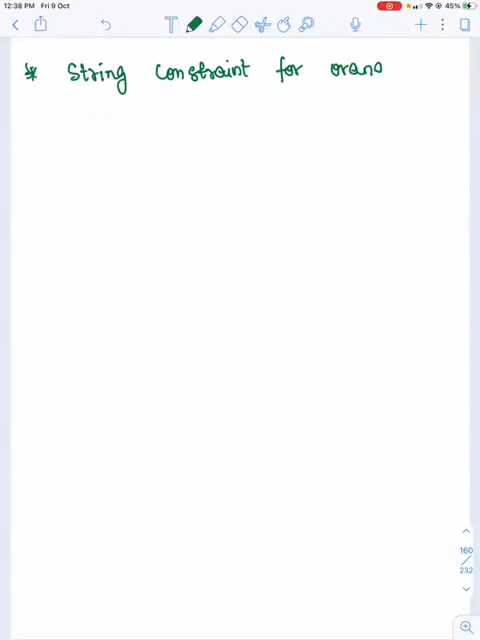 12:38 PM Fri 9 Oct 45%
* String constraint for
160
232